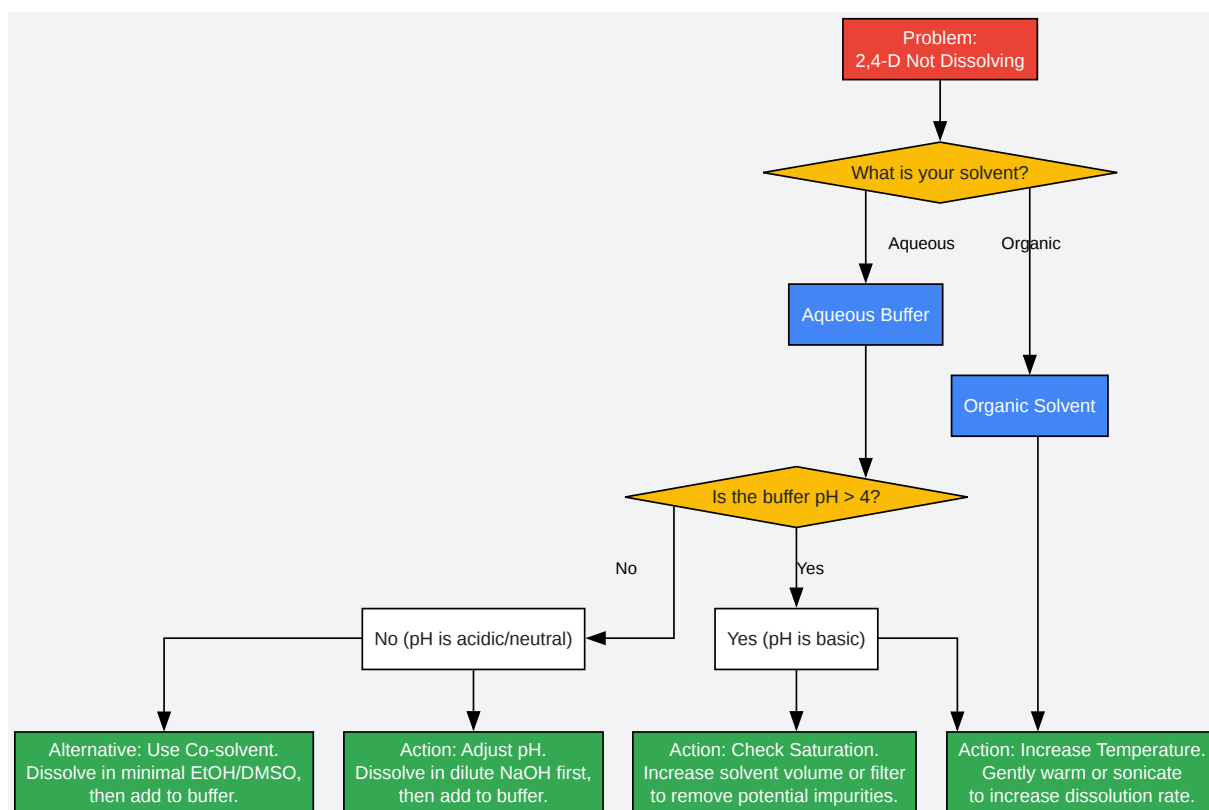 Problem:
2,4-D Not Dissolving
What is your solvent?
Aqueous
Organic
Aqueous Buffer
Organic Solvent
Is the buffer pH > 4?
No
Yes
No (pH is acidic/neutral)
Yes (pH is basic)
Alternative: Use Co-solvent.
Dissolve in minimal EtOH/DMSO,
then add to buffer.
Action: Adjust pH.
Dissolve in dilute NaOH first,
then add to buffer.
Action: Check Saturation.
Increase solvent volume or filter
to remove potential impurities.
Action: Increase Temperature.
Gently warm or sonicate
to increase dissolution rate.